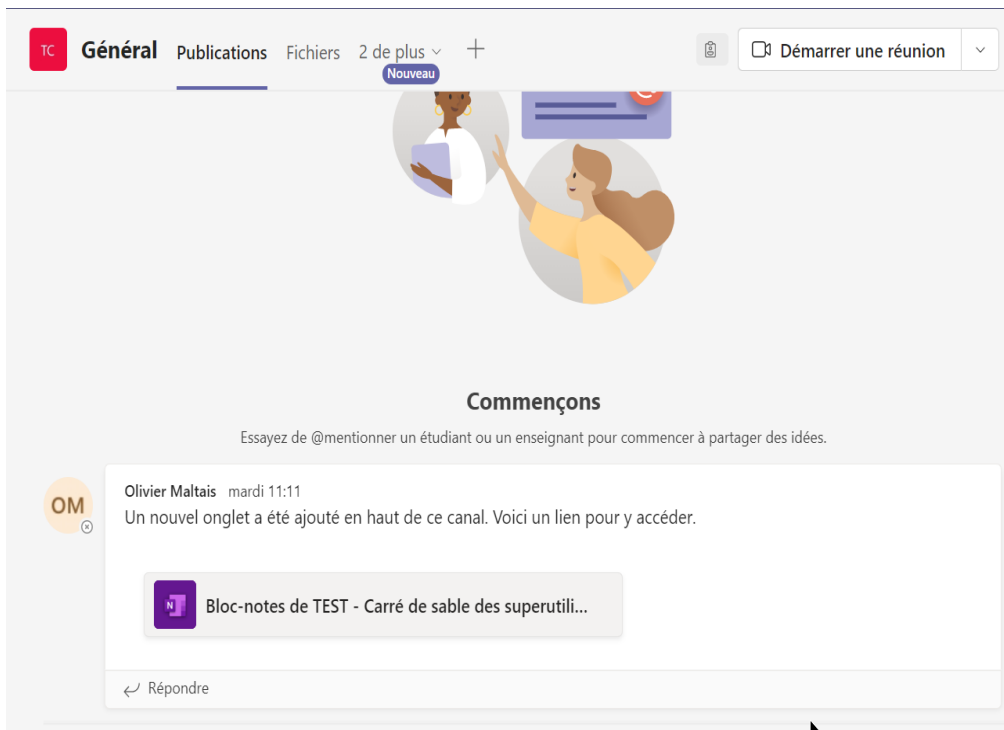 TC Général Publications Fichiers 2 de plus Démarrer une réunion
Nouveau
Commençons
Essayez de @mentionner un étudiant ou un enseignant pour commencer à partager des idées.
OM
Olivier Maltais mardi 11:11
Un nouvel onglet a été ajouté en haut de ce canal. Voici un lien pour y accéder.
N Bloc-notes de TEST - Carré de sable des superutili...
Répondre